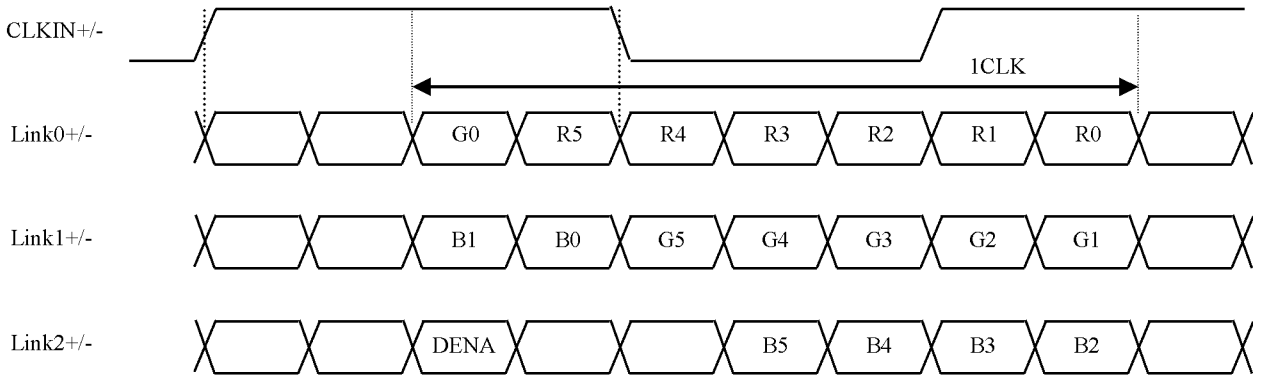 CLKIN+/-
1CLK
Link0+/- G0 R5 R4 R3 R2 R1 R0
Link1+/- B1 B0 G5 G4 G3 G2 G1
Link2+/- DENA B5 B4 B3 B2